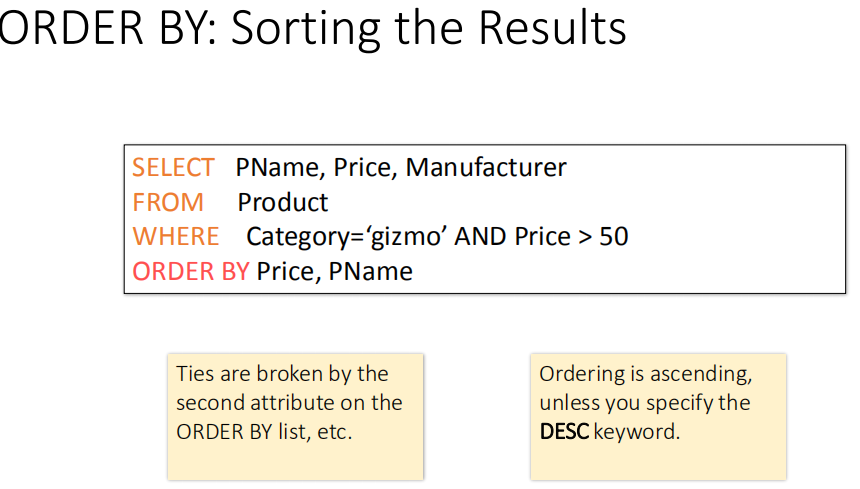 ORDER BY: Sorting the Results
SELECT PName, Price, Manufacturer
FROM Product
WHERE Category=‘gizmo’ AND Price > 50
ORDER BY Price, PName
Ties are broken by the
second attribute on the
ORDER BY list, etc.
Ordering is ascending,
unless you specify the
DESC keyword.